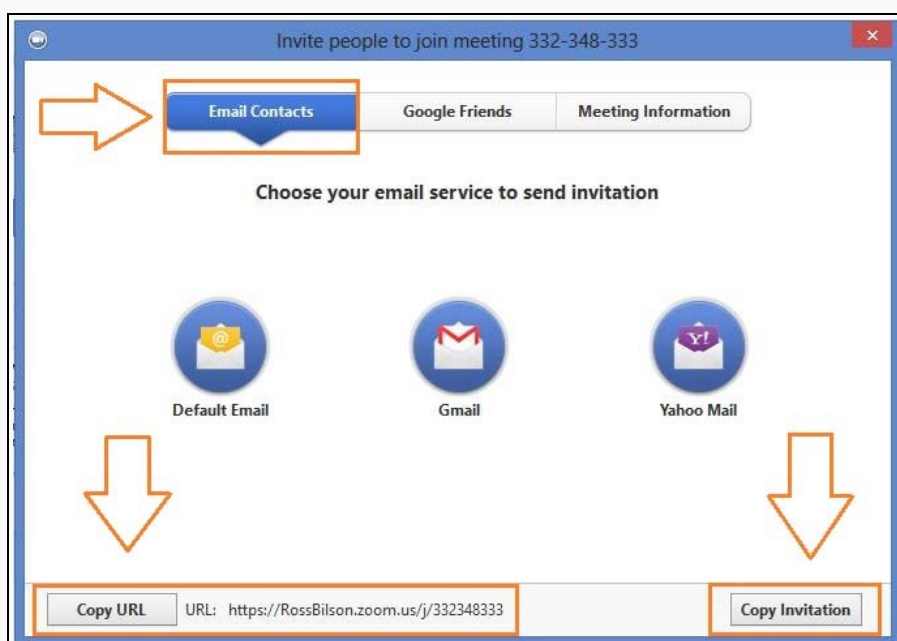 Invite people to join meeting 332-348-333
Email Contacts Google Friends Meeting Information
Choose your email service to send invitation
@ Y!
Default Email Gmail Yahoo Mail
Copy URL URL: https://RossBilson.zoom.us/j/332348333 Copy Invitation